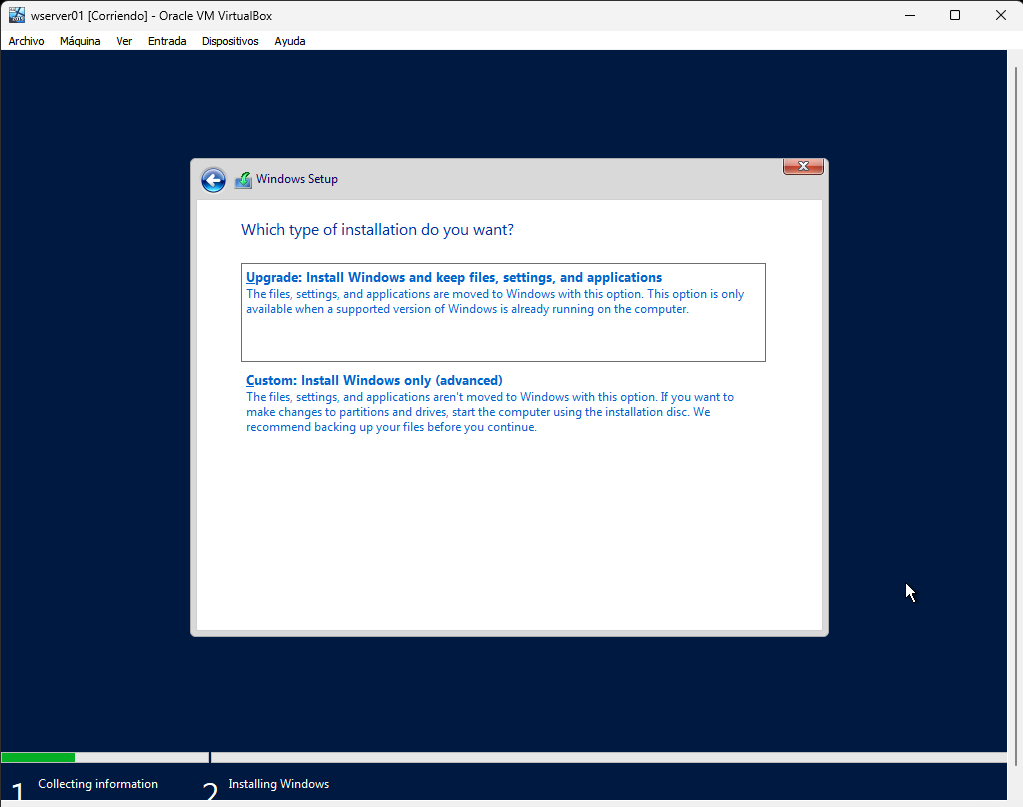 wserver01 [Corriendo] - Oracle VM VirtualBox
Archivo Máquina Ver Entrada Dispositivos Ayuda
Windows Setup
Which type of installation do you want?
Upgrade: Install Windows and keep files, settings, and applications
The files, settings, and applications are moved to Windows with this option. This option is only
available when a supported version of Windows is already running on the computer.
Custom: Install Windows only (advanced)
The files, settings, and applications aren't moved to Windows with this option. If you want to
make changes to partitions and drives, start the computer using the installation disc. We
recommend backing up your files before you continue.
1 Collecting information 2 Installing Windows